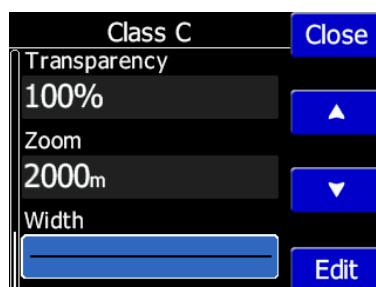 Class C
Close
Transparency
100%
Zoom
2000m
Width
Edit